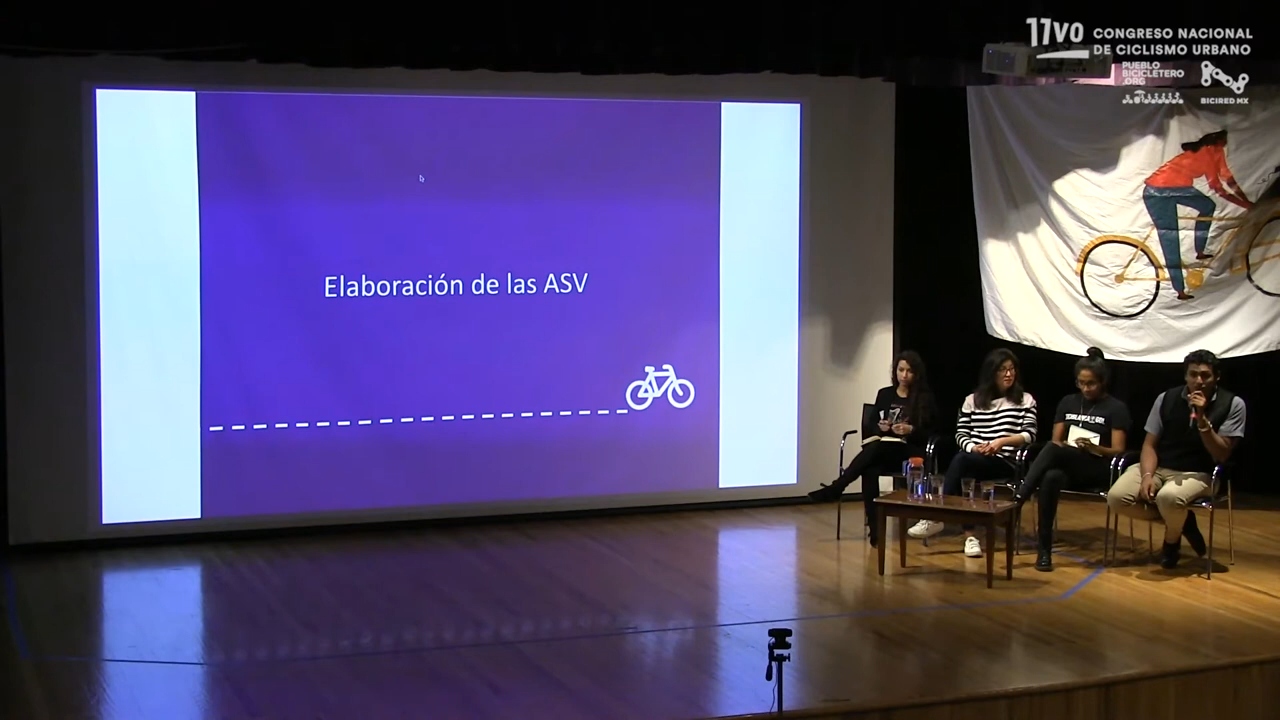 11vo CONGRESO NACIONAL
DE CICLISMO URBANO
PUEBLO
BICICLETERO
.ORG
BICIRED MX
Elaboración de las ASV